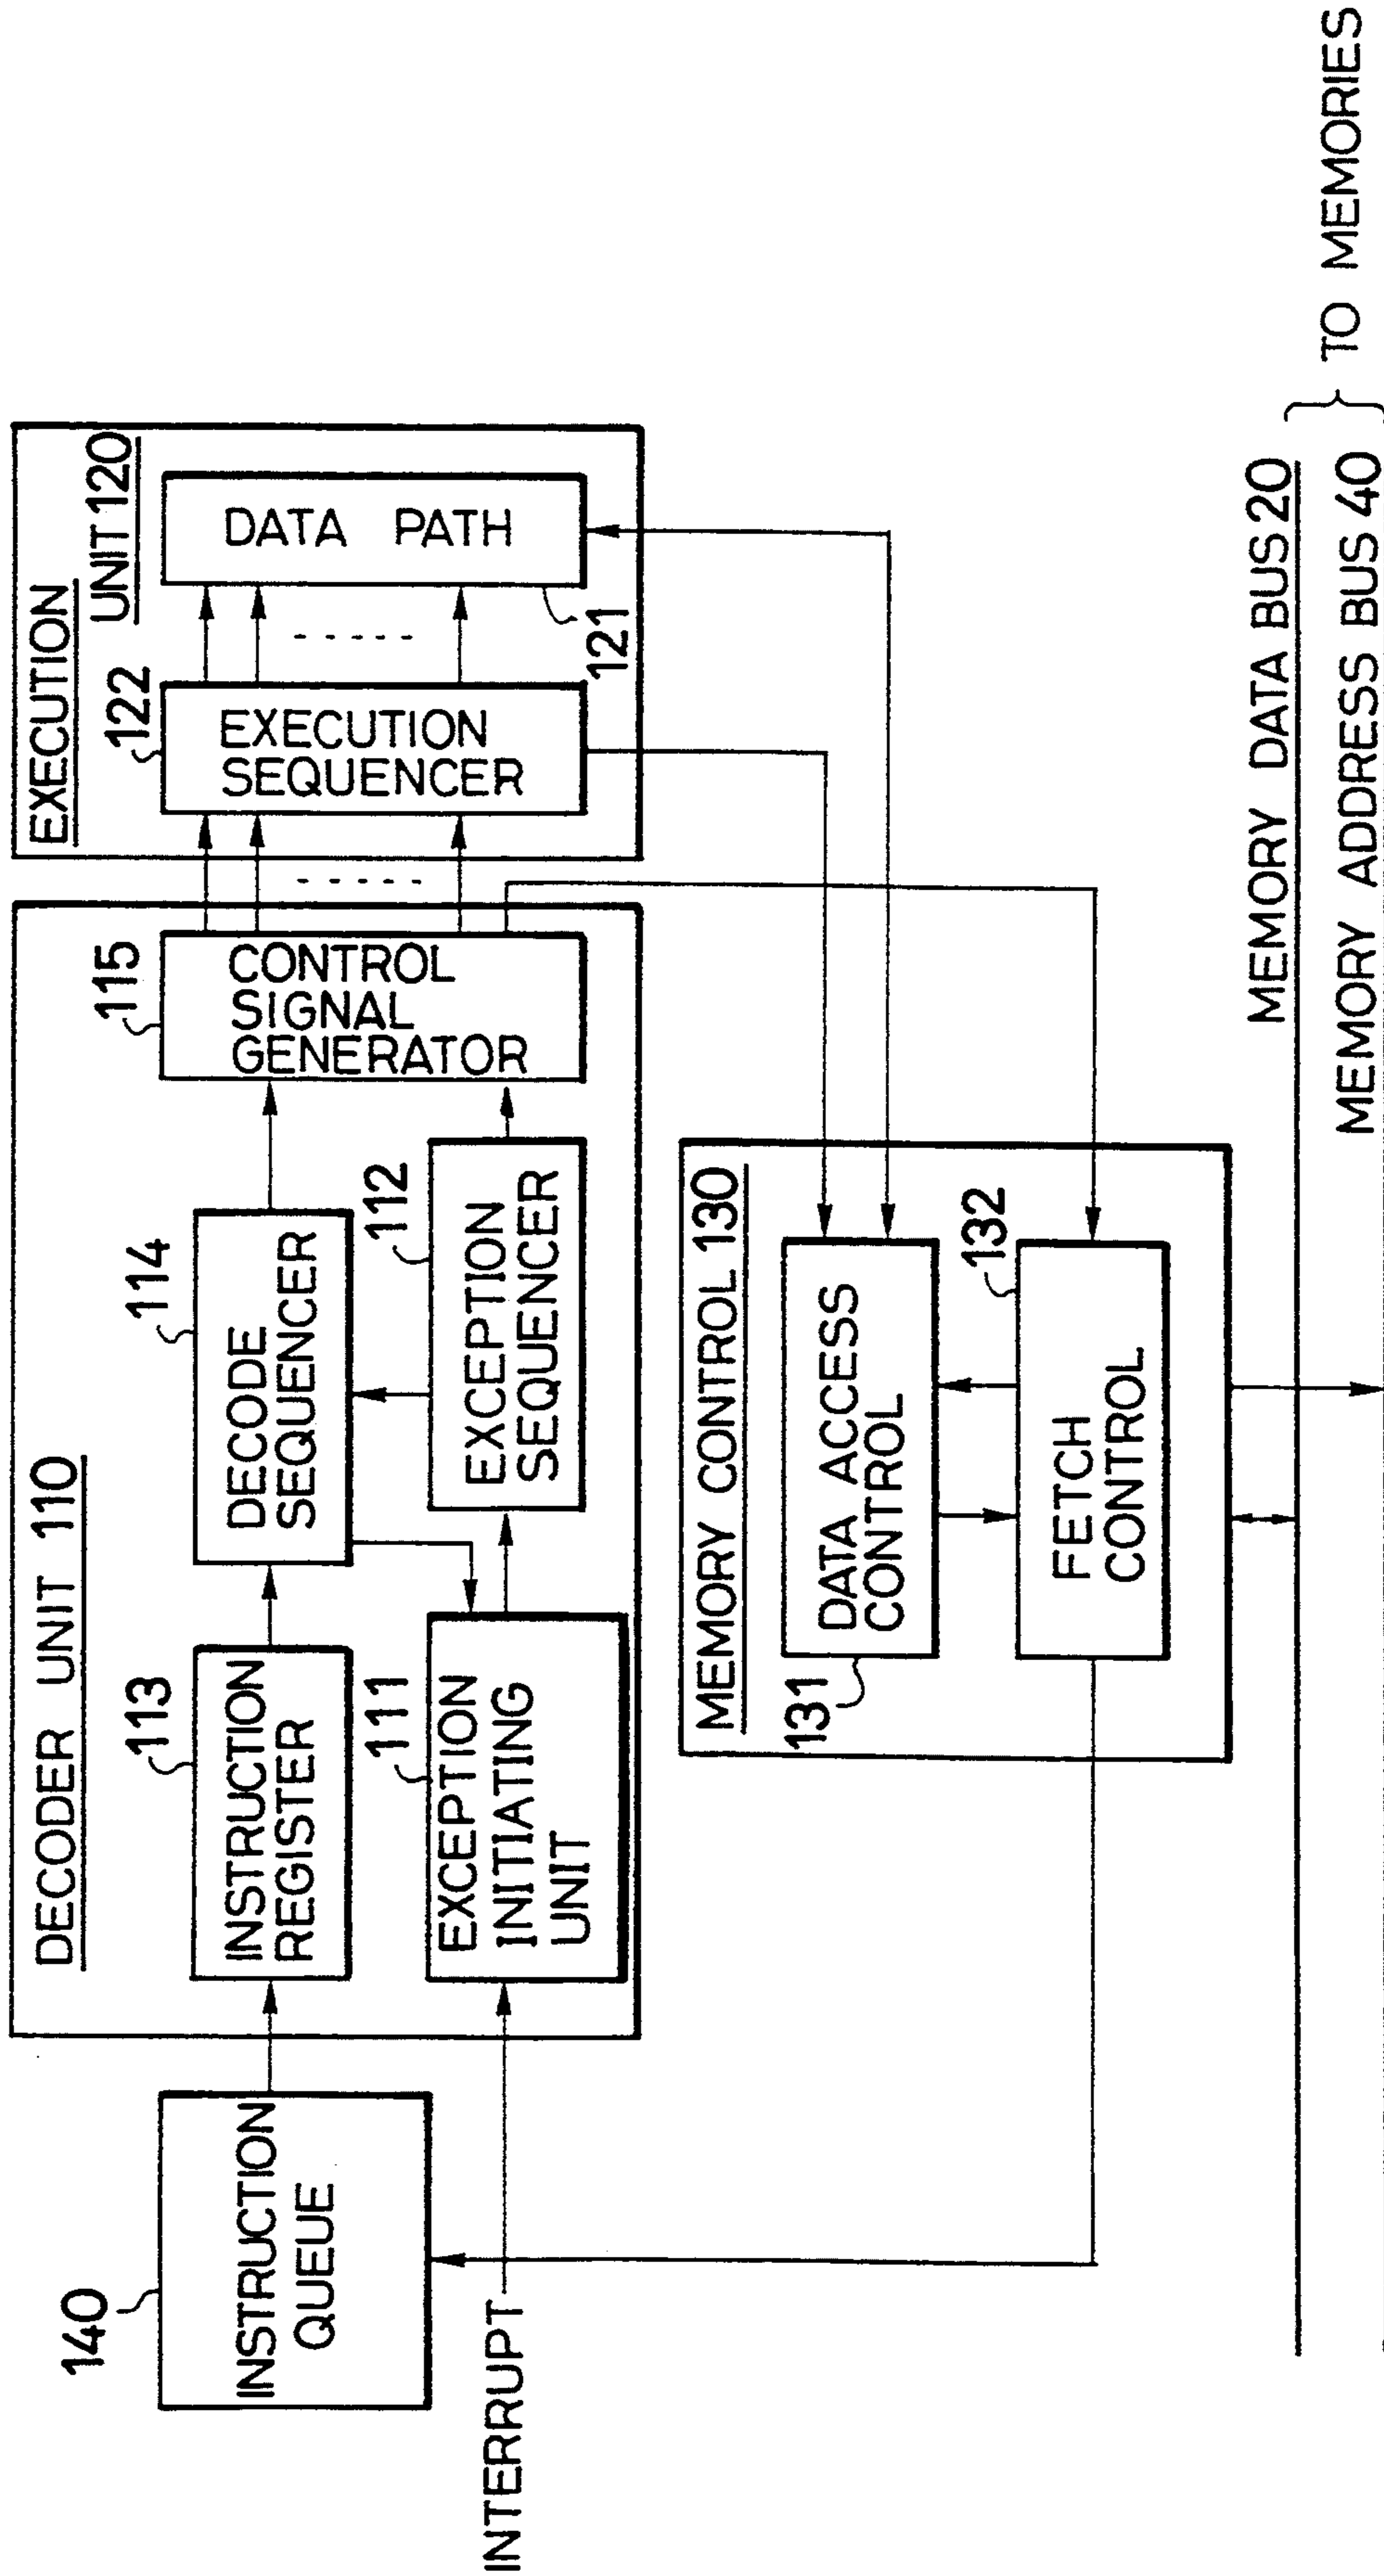 140
INSTRUCTION
QUEUE
INTERRUPT
DECODER UNIT 110
113
INSTRUCTION
REGISTER
114
DECODE
SEQUENCER
111
EXCEPTION
INITIATING
UNIT
112
EXCEPTION
SEQUENCER
115
CONTROL
SIGNAL
GENERATOR
EXECUTION
UNIT 120
122
EXECUTION
SEQUENCER
DATA PATH
121
MEMORY CONTROL 130
131
DATA ACCESS
CONTROL
132
FETCH
CONTROL
MEMORY DATA BUS 20
MEMORY ADDRESS BUS 40
TO MEMORIES